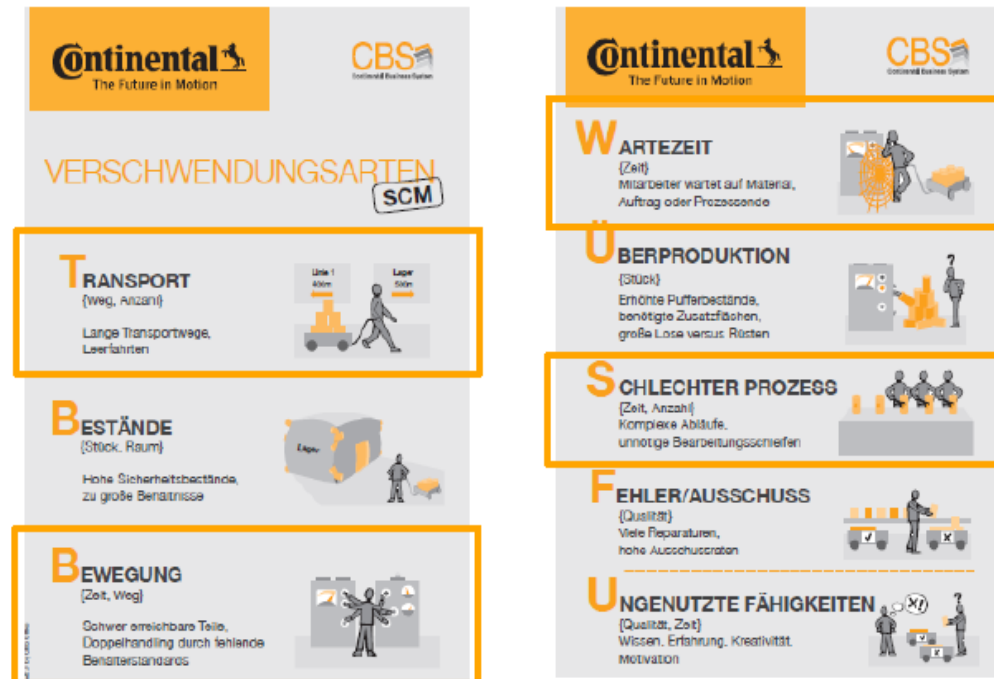 Continental
The Future in Motion
CBS
Continental Business System
VERSCHWENDUNGSARTEN
SCM
TRANSPORT
{Weg, Anzahl}
Lange Transportwege,
Leerfahrten
Linie 1
400m
Lager
500m
BESTÄNDE
{Stück, Raum}
Hohe Sicherheitsbestände,
zu große Behältnisse
Lager
BEWEGUNG
{Zeit, Weg}
Schwer erreichbare Teile,
Doppelhandling durch fehlende
Behälterstandards
Continental
The Future in Motion
CBS
Continental Business System
WARTEZEIT
{Zeit}
Mitarbeiter wartet auf Material,
Auftrag oder Prozessende
ÜBERPRODUKTION
{Stück}
Erhöhte Pufferbestände,
benötigte Zusatzflächen,
große Lose versus Rüsten
?
SCHLECHTER PROZESS
{Zeit, Anzahl}
Komplexe Abläufe,
unnötige Bearbeitungsschleifen
FEHLER/AUSSCHUSS
{Qualität}
Viele Reparaturen,
hohe Ausschussraten
UNGENUTZTE FÄHIGKEITEN
{Qualität, Zeit}
Wissen, Erfahrung, Kreativität,
Motivation
?